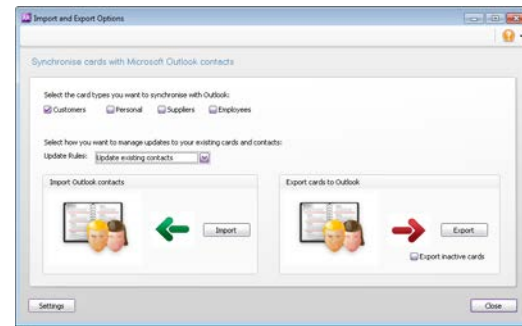 Import and Export Options
Synchronise cards with Microsoft Outlook contacts
Select the card types you want to synchronise with Outlook:
Customers Personal Suppliers Employees
Select how you want to manage updates to your existing cards and contacts:
Update Rules: Update existing contacts
Import Outlook contacts Export cards to Outlook
Import Export
Export inactive cards
Settings Close